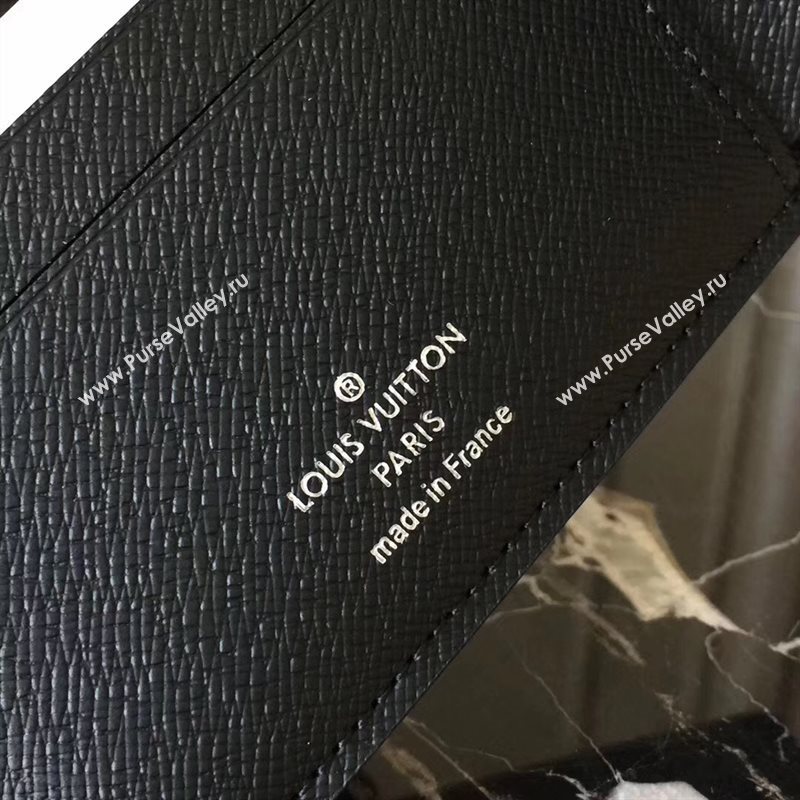 www.PurseValley.ru
www.PurseValley.ru
®
LOUIS VUITTON
PARIS
made in France